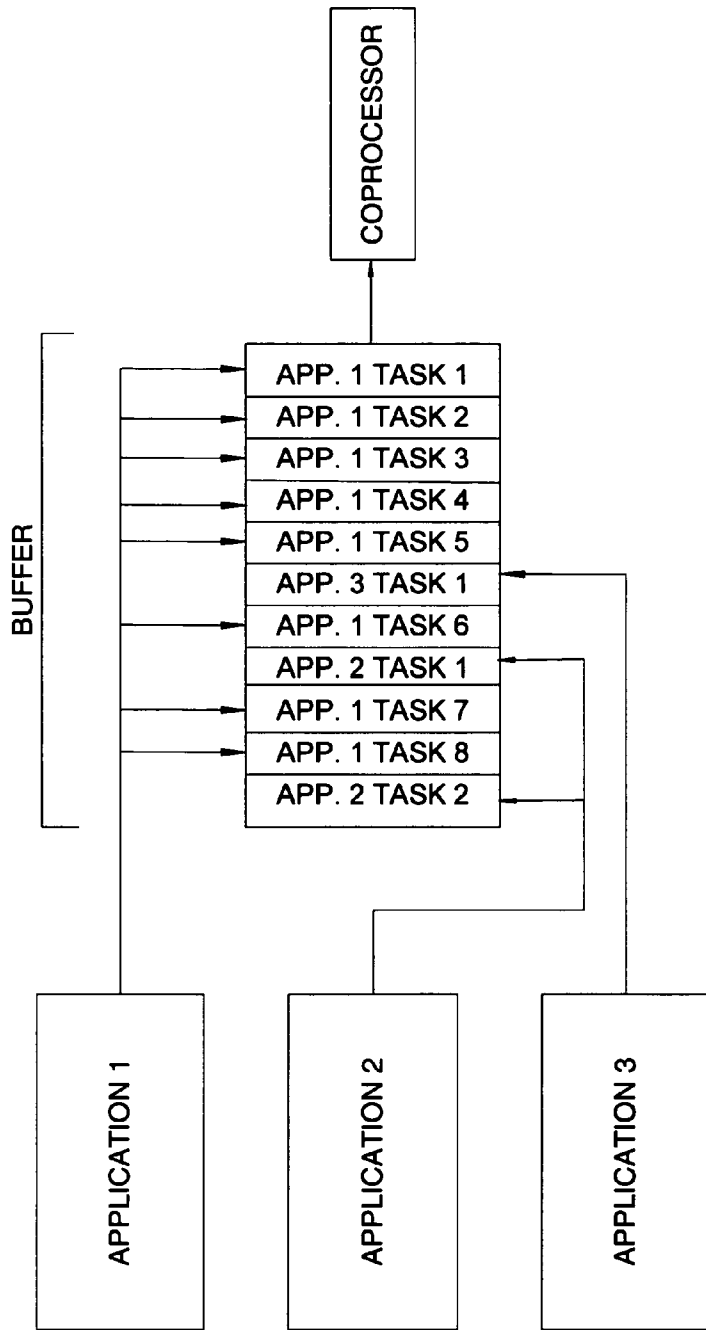 COPROCESSOR
BUFFER
APP. 1 TASK 1
APP. 1 TASK 2
APP. 1 TASK 3
APP. 1 TASK 4
APP. 1 TASK 5
APP. 3 TASK 1
APP. 1 TASK 6
APP. 2 TASK 1
APP. 1 TASK 7
APP. 1 TASK 8
APP. 2 TASK 2
APPLICATION 1
APPLICATION 2
APPLICATION 3